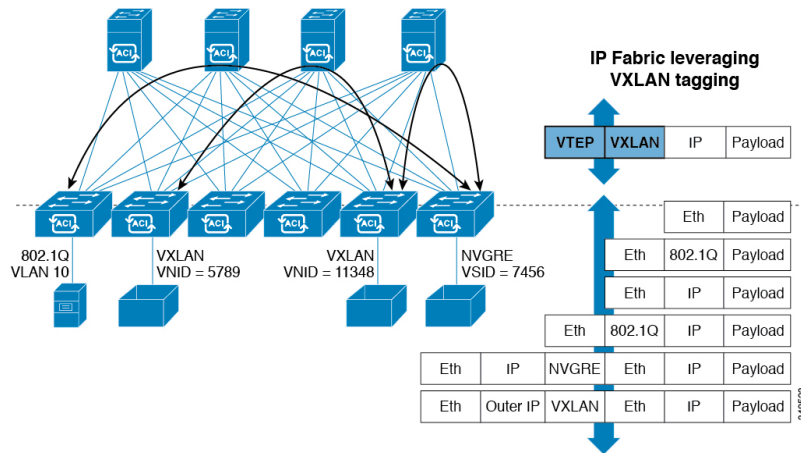 ACI
ACI
ACI
ACI
IP Fabric leveraging
VXLAN tagging
VTEP VXLAN IP Payload
ACI
ACI
ACI
ACI
ACI
ACI
802.1Q
VLAN 10
VXLAN
VNID = 5789
VXLAN
VNID = 11348
NVGRE
VSID = 7456
Eth Payload
Eth 802.1Q Payload
Eth IP Payload
Eth 802.1Q IP Payload
Eth IP NVGRE Eth IP Payload
Eth Outer IP VXLAN Eth IP Payload